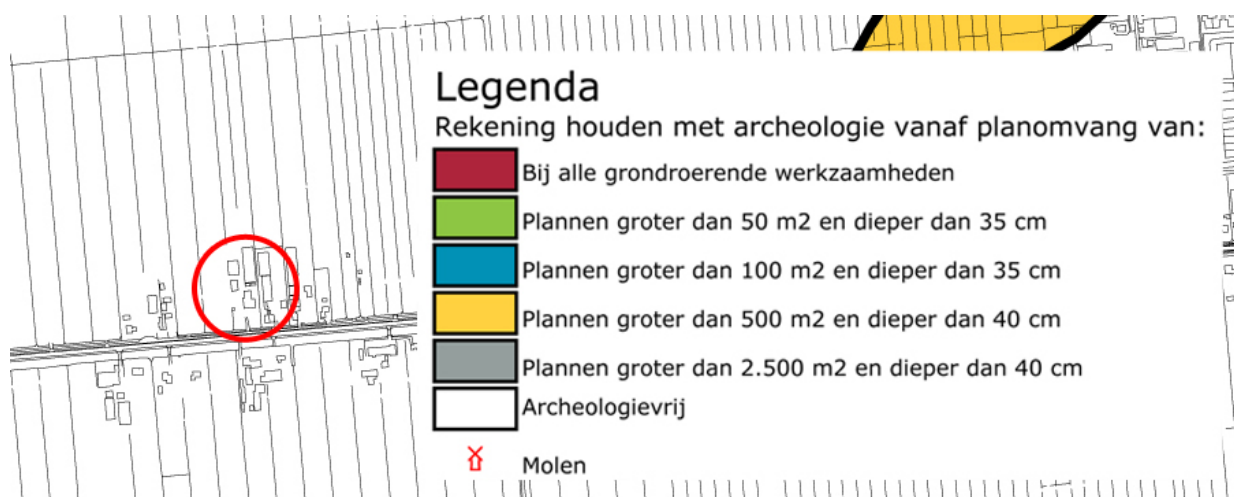 Legenda
Rekening houden met archeologie vanaf planomvang van:
Bij alle grondroerende werkzaamheden
Plannen groter dan 50 m2 en dieper dan 35 cm
Plannen groter dan 100 m2 en dieper dan 35 cm
Plannen groter dan 500 m2 en dieper dan 40 cm
Plannen groter dan 2.500 m2 en dieper dan 40 cm
Archeologievrij
Molen